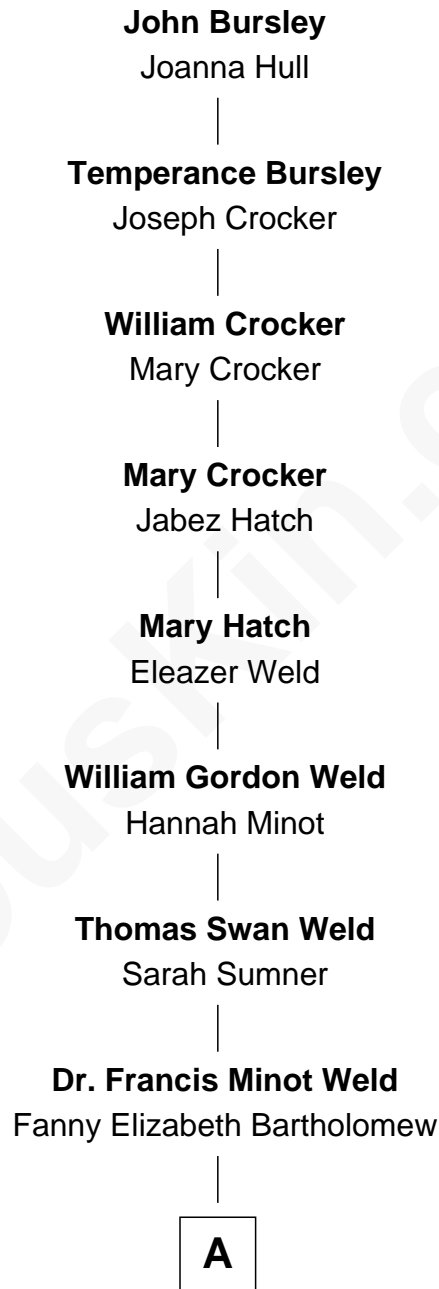 John Bursley
Joanna Hull
Temperance Bursley
Joseph Crocker
William Crocker
Mary Crocker
Mary Crocker
Jabez Hatch
Mary Hatch
Eleazer Weld
William Gordon Weld
Hannah Minot
Thomas Swan Weld
Sarah Sumner
Dr. Francis Minot Weld
Fanny Elizabeth Bartholomew
A